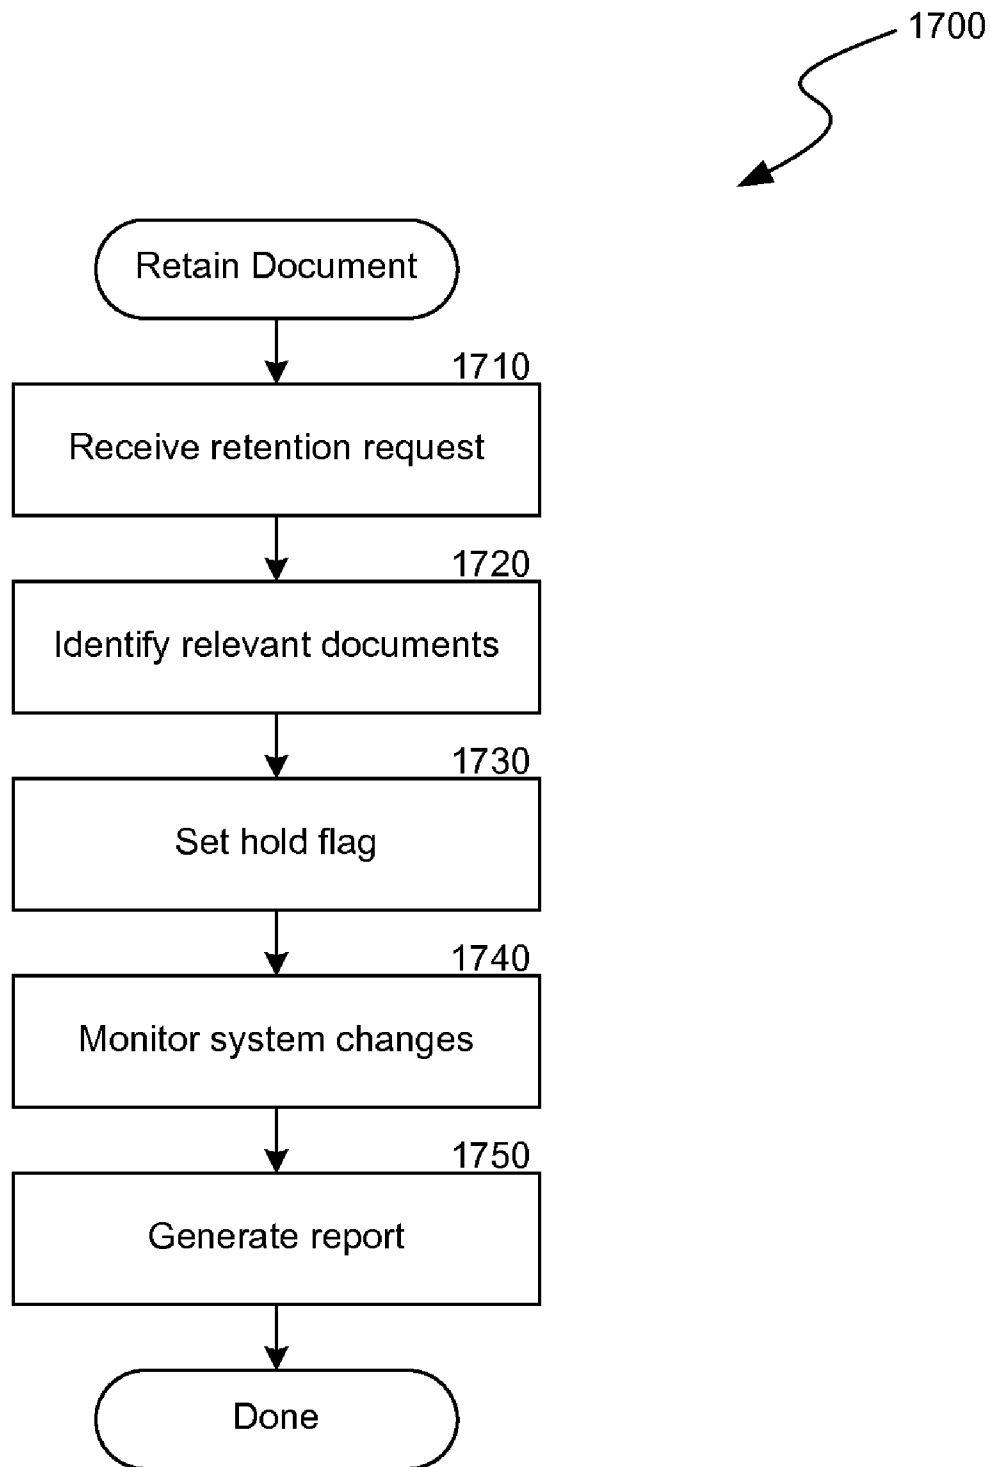 1700
Retain Document
1710
Receive retention request
1720
Identify relevant documents
1730
Set hold flag
1740
Monitor system changes
1750
Generate report
Done